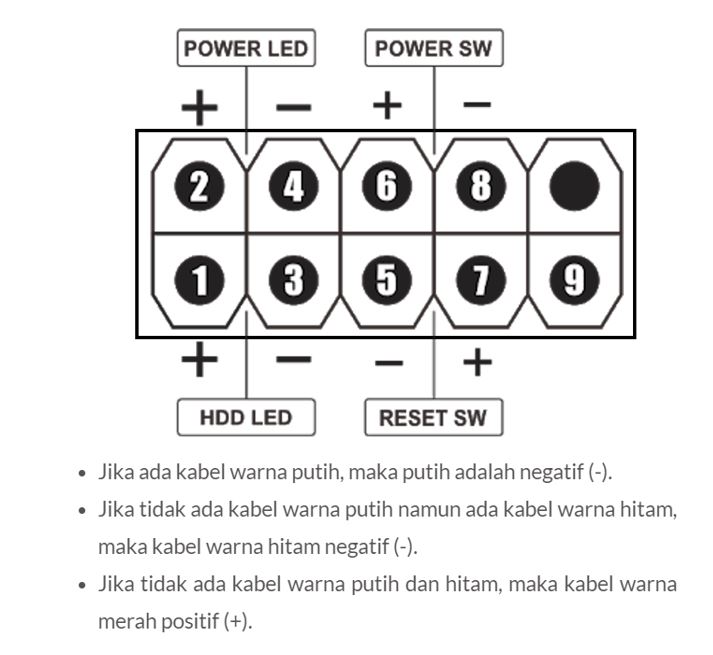 POWER LED POWER SW
+ − + −
2 4 6 8
1 3 5 7 9
+ − − +
HDD LED RESET SW
• Jika ada kabel warna putih, maka putih adalah negatif (-).
• Jika tidak ada kabel warna putih namun ada kabel warna hitam,
maka kabel warna hitam negatif (-).
• Jika tidak ada kabel warna putih dan hitam, maka kabel warna
merah positif (+).